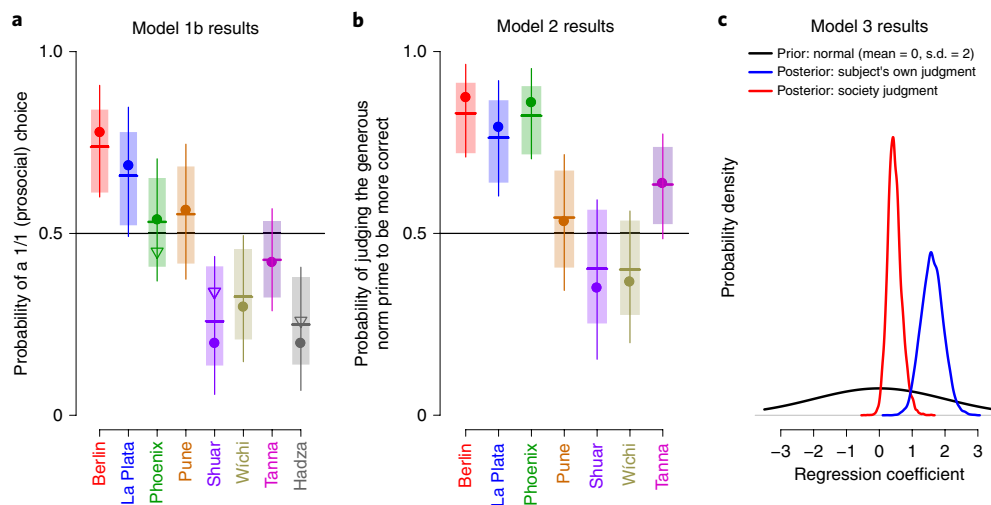 a
Model 1b results
Probability of a 1/1 (prosocial) choice
1.0
0.5
0
Berlin
La Plata
Phoenix
Pune
Shuar
Wíchi
Tanna
Hadza
b
Model 2 results
Probability of judging the generous
norm prime to be more correct
1.0
0.5
0
Berlin
La Plata
Phoenix
Pune
Shuar
Wíchi
Tanna
c
Model 3 results
Prior: normal (mean = 0, s.d. = 2)
Posterior: subject's own judgment
Posterior: society judgment
Probability density
−3 −2 −1 0 1 2 3
Regression coefficient